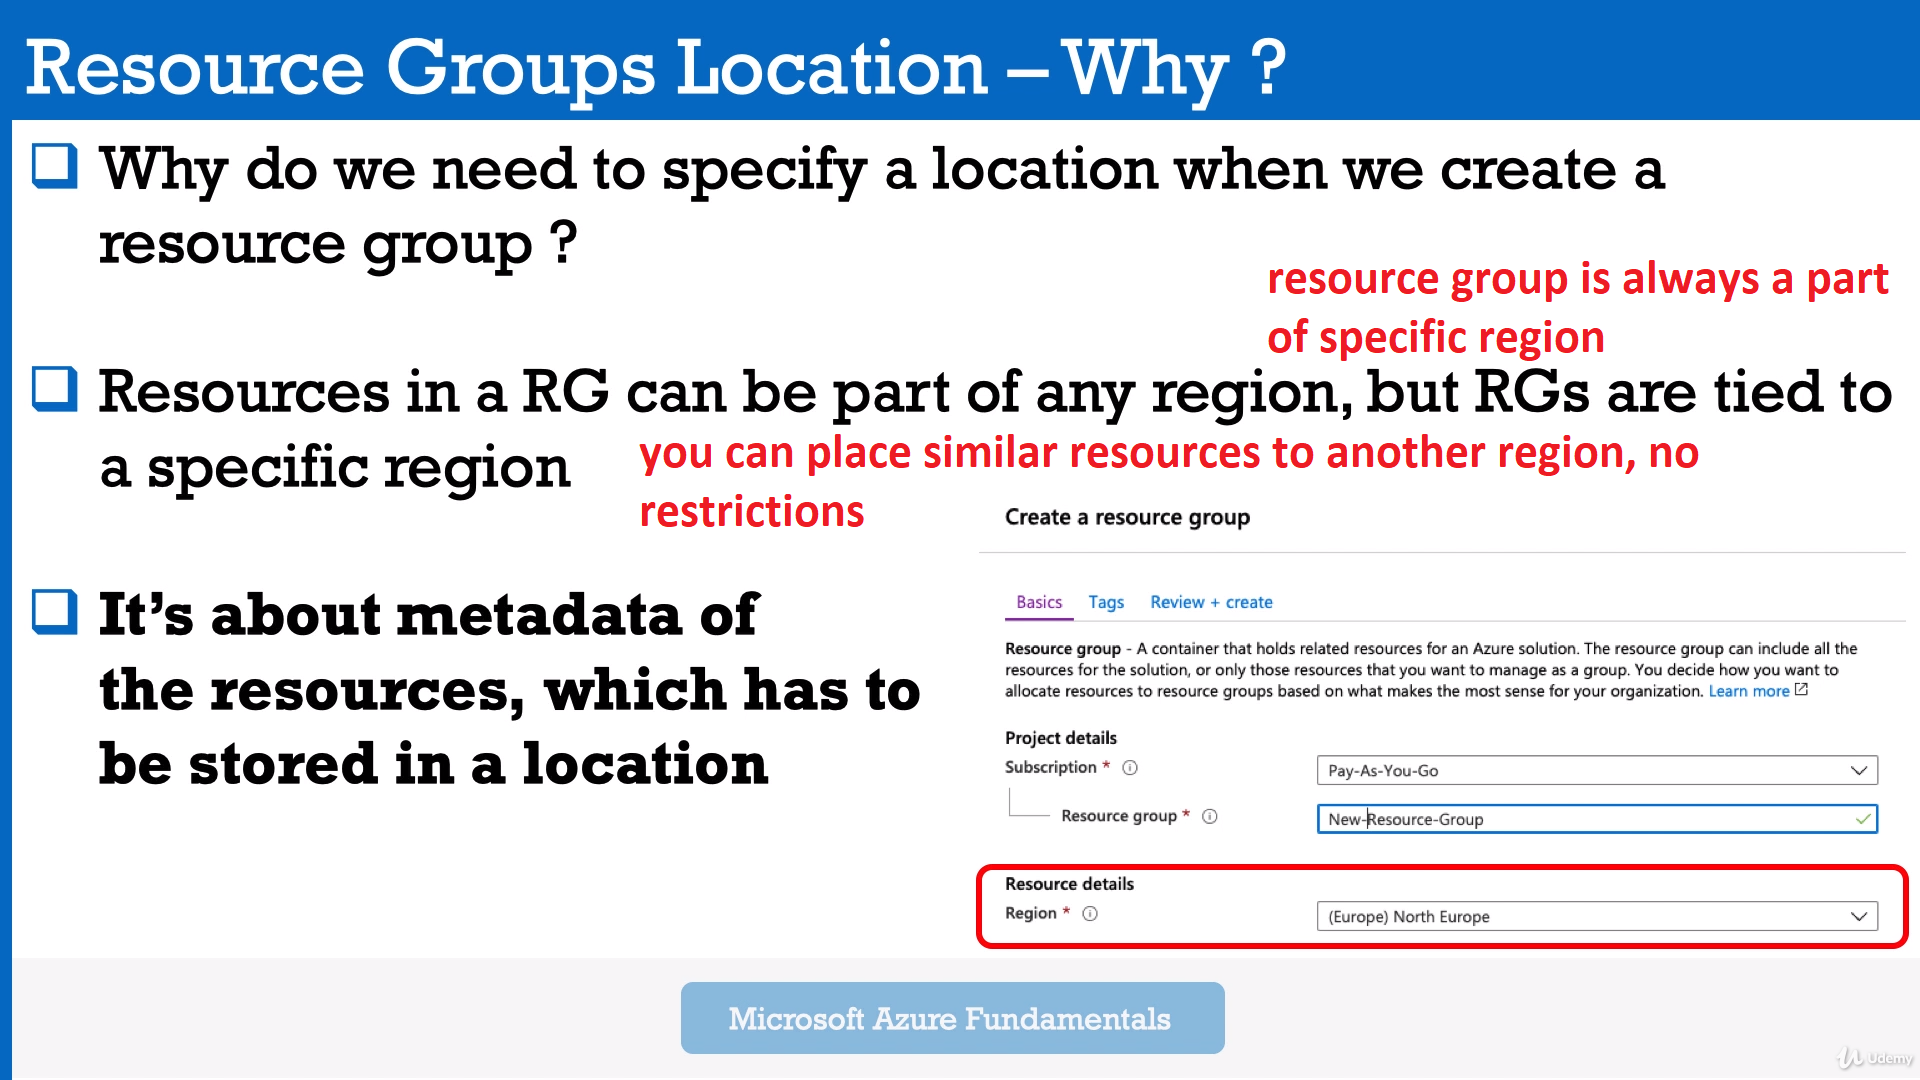 Resource Groups Location – Why ?
Why do we need to specify a location when we create a
resource group ?
resource group is always a part
of specific region
Resources in a RG can be part of any region, but RGs are tied to
a specific region
you can place similar resources to another region, no
restrictions
It’s about metadata of
the resources, which has to
be stored in a location
Create a resource group
Basics Tags Review + create
Resource group - A container that holds related resources for an Azure solution. The resource group can include all the
resources for the solution, or only those resources that you want to manage as a group. You decide how you want to
allocate resources to resource groups based on what makes the most sense for your organization. Learn more
Project details
Subscription * Pay-As-You-Go
Resource group * New-Resource-Group
Resource details
Region * (Europe) North Europe
Microsoft Azure Fundamentals
Udemy